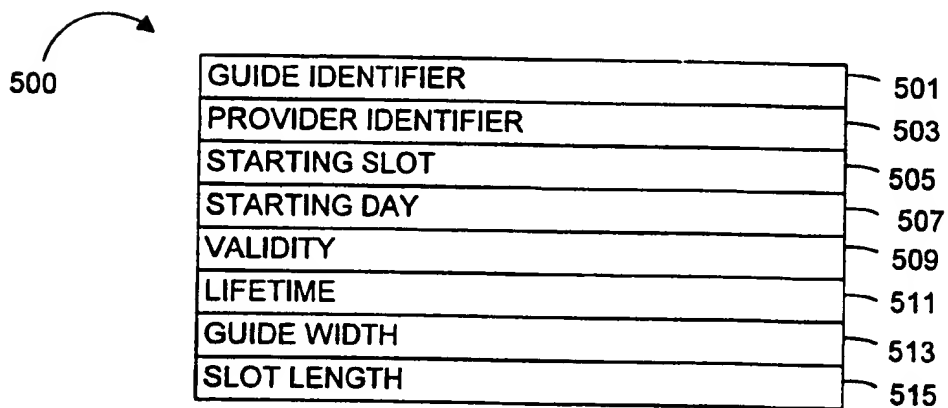 500
GUIDE IDENTIFIER 501
PROVIDER IDENTIFIER 503
STARTING SLOT 505
STARTING DAY 507
VALIDITY 509
LIFETIME 511
GUIDE WIDTH 513
SLOT LENGTH 515